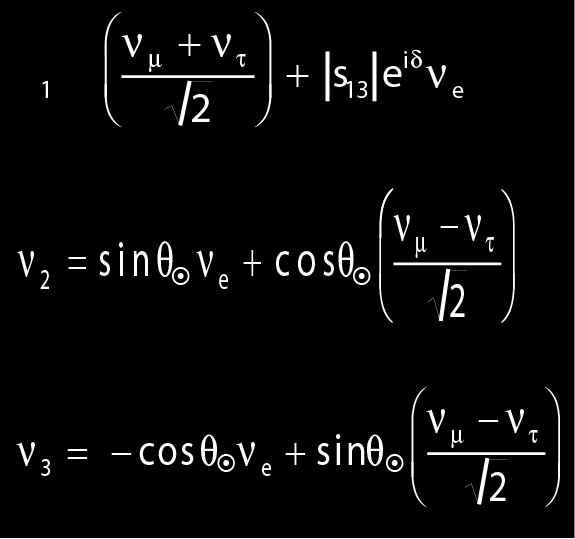 1 (ν_μ + ν_τ / √2) + |s_13|e^{iδ} ν_e
ν_2 = sinθ_⊙ ν_e + cosθ_⊙ (ν_μ − ν_τ / √2)
ν_3 = -cosθ_⊙ ν_e + sinθ_⊙ (ν_μ − ν_τ / √2)